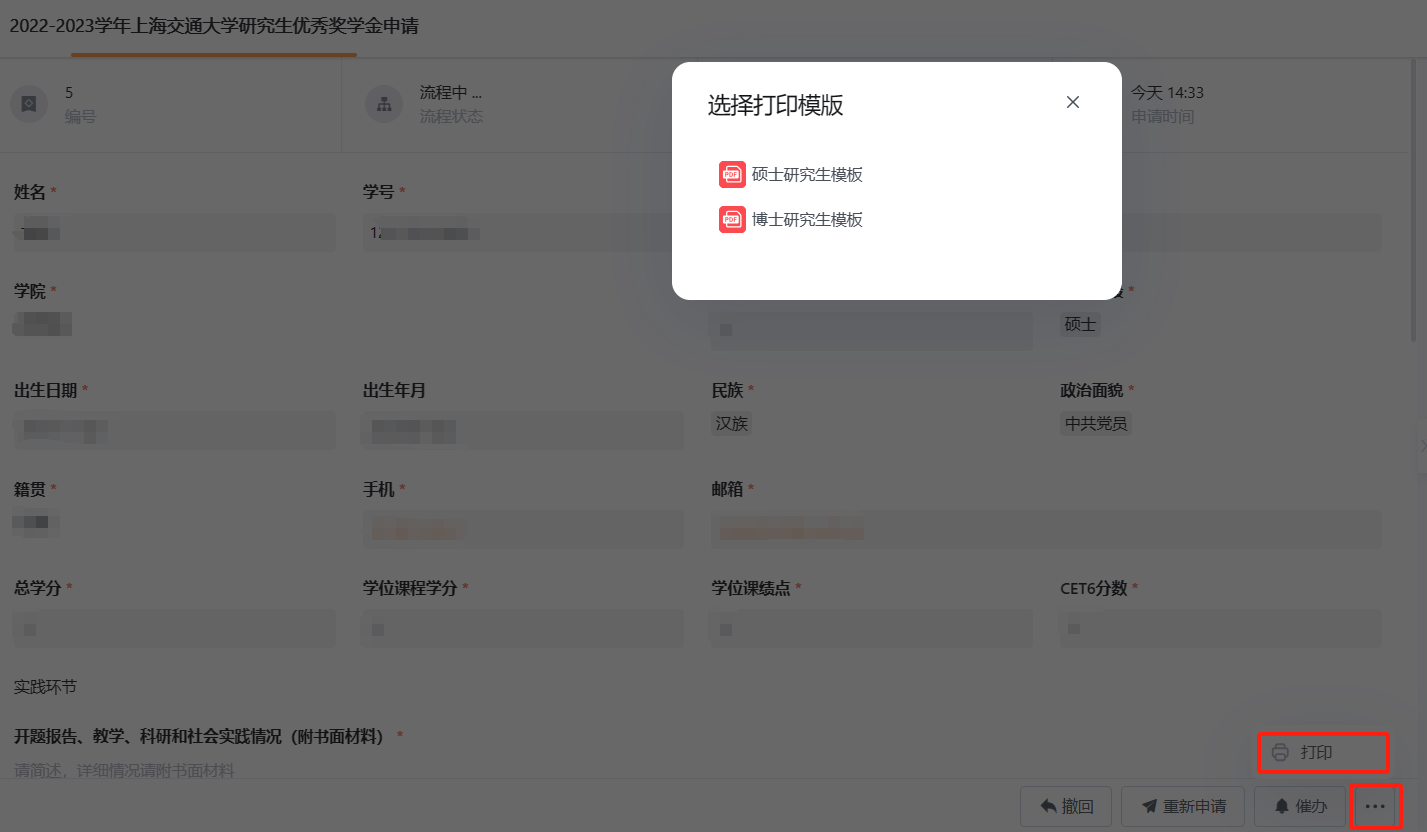 2022-2023学年上海交通大学研究生优秀奖学金申请
5
编号
流程中 ...
流程状态
今天 14:33
申请时间
选择打印模版
PDF 硕士研究生模板
PDF 博士研究生模板
姓名 *
学号 *
学院 *
*
硕士
出生日期 *
出生年月
民族 *
政治面貌 *
汉族
中共党员
籍贯 *
手机 *
邮箱 *
总学分 *
学位课程学分 *
学位课绩点 *
CET6分数 *
实践环节
开题报告、教学、科研和社会实践情况（附书面材料） *
请简述，详细情况请附书面材料
打印
撤回
重新申请
催办
...